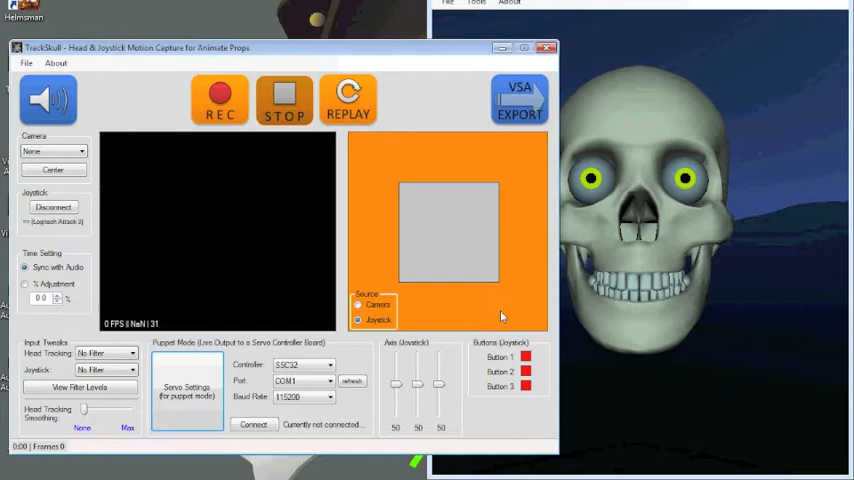 Helmsman
File Tools About
TrackSkull - Head & Joystick Motion Capture for Animate Props
File About
REC
STOP
REPLAY
VSA
EXPORT
Camera
None
Center
Joystick
Disconnect
Time Setting
Sync with Audio
% Adjustment
0.0 %
0 FPS || NaN | 31
Source
Camera
Joystick
Input Tweaks
Head Tracking No Filter
Joystick: No Filter
View Filter Levels
Head Tracking
Smoothing:
None Max
Puppet Mode (Live Output to a Servo Controller Board)
Servo Settings
(for puppet mode)
Controller: SSC32
Port: COM1 refresh
Baud Rate: 115200
Connect Currently not connected...
Axis (Joystick)
50 50 50
Buttons (Joystick)
Button 1
Button 2
Button 3
0:00 | Frames 0